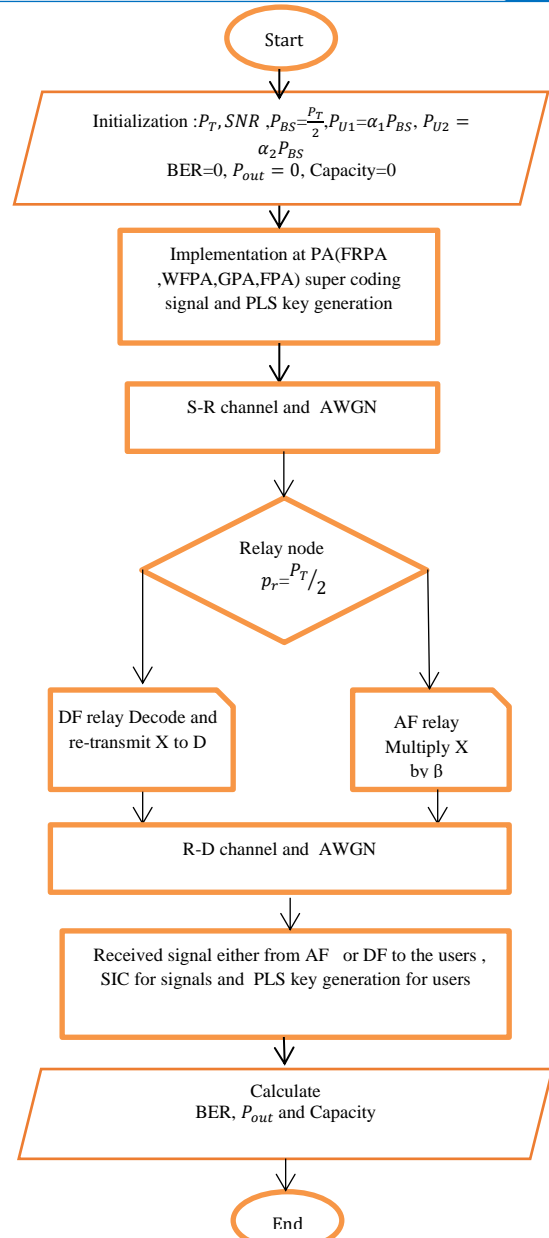 Start
Initialization :P_T, SNR ,P_BS=P_T/2,P_U1=α_1P_BS, P_U2 =
α_2P_BS
BER=0, P_out = 0, Capacity=0
Implementation at PA(FRPA
,WFPA,GPA,FPA) super coding
signal and PLS key generation
S-R channel and AWGN
Relay node
p_r=P_T/2
DF relay Decode and
re-transmit X to D
AF relay
Multiply X
by β
R-D channel and AWGN
Received signal either from AF or DF to the users ,
SIC for signals and PLS key generation for users
Calculate
BER, P_out and Capacity
End